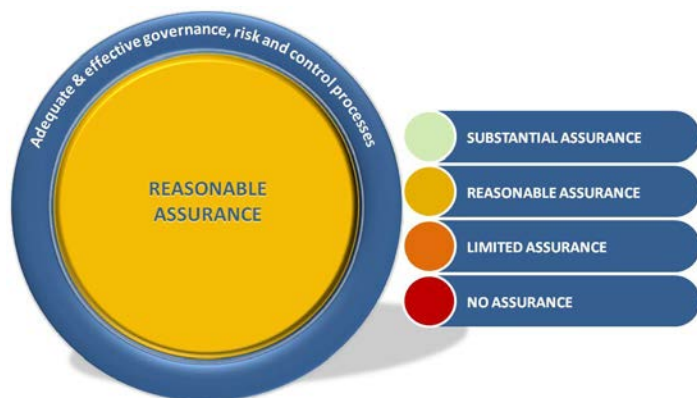 Adequate & effective governance, risk and control processes
REASONABLE
ASSURANCE
SUBSTANTIAL ASSURANCE
REASONABLE ASSURANCE
LIMITED ASSURANCE
NO ASSURANCE